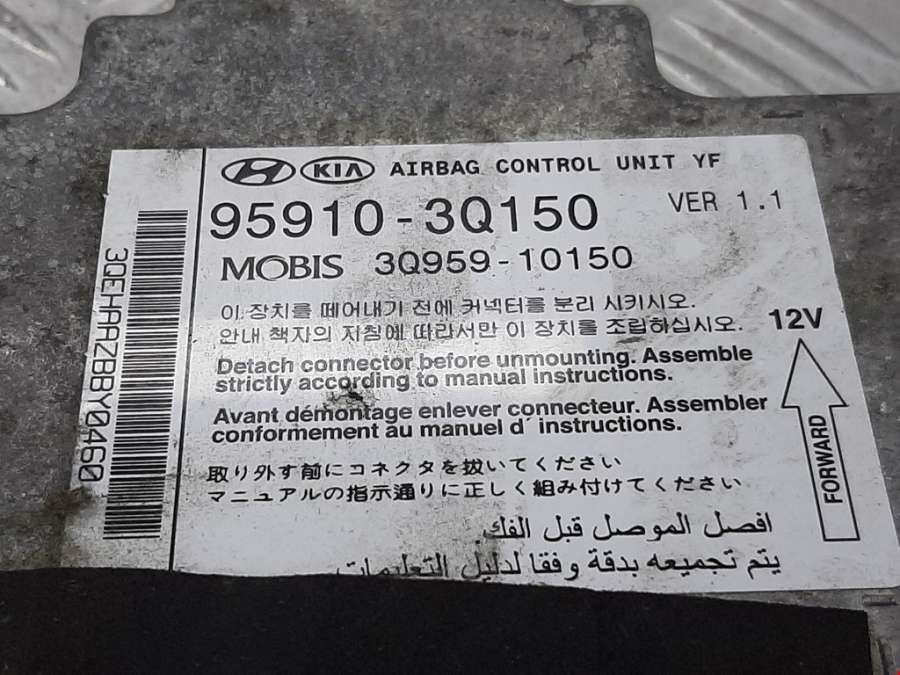 KIA AIRBAG CONTROL UNIT YF
95910-3Q150 VER 1.1
MOBIS 3Q959-10150
이 장치를 떼어내기 전에 커넥터를 분리 시키시오.
안내 책자의 지침에 따라서만 이 장치를 조립하십시오.
12V
Detach connector before unmounting. Assemble
strictly according to manual instructions.
Avant démontage enlever connecteur. Assembler
conformement au manuel d' instructions.
FORWARD
取り外す前にコネクタを抜いてください
マニュアルの指示通りに正しく組み付けてください
افصل الموصل قبل الفك
يتم تجميعه بدقة وفقا لدليل التعليمات
3QEHAAZBBY0460